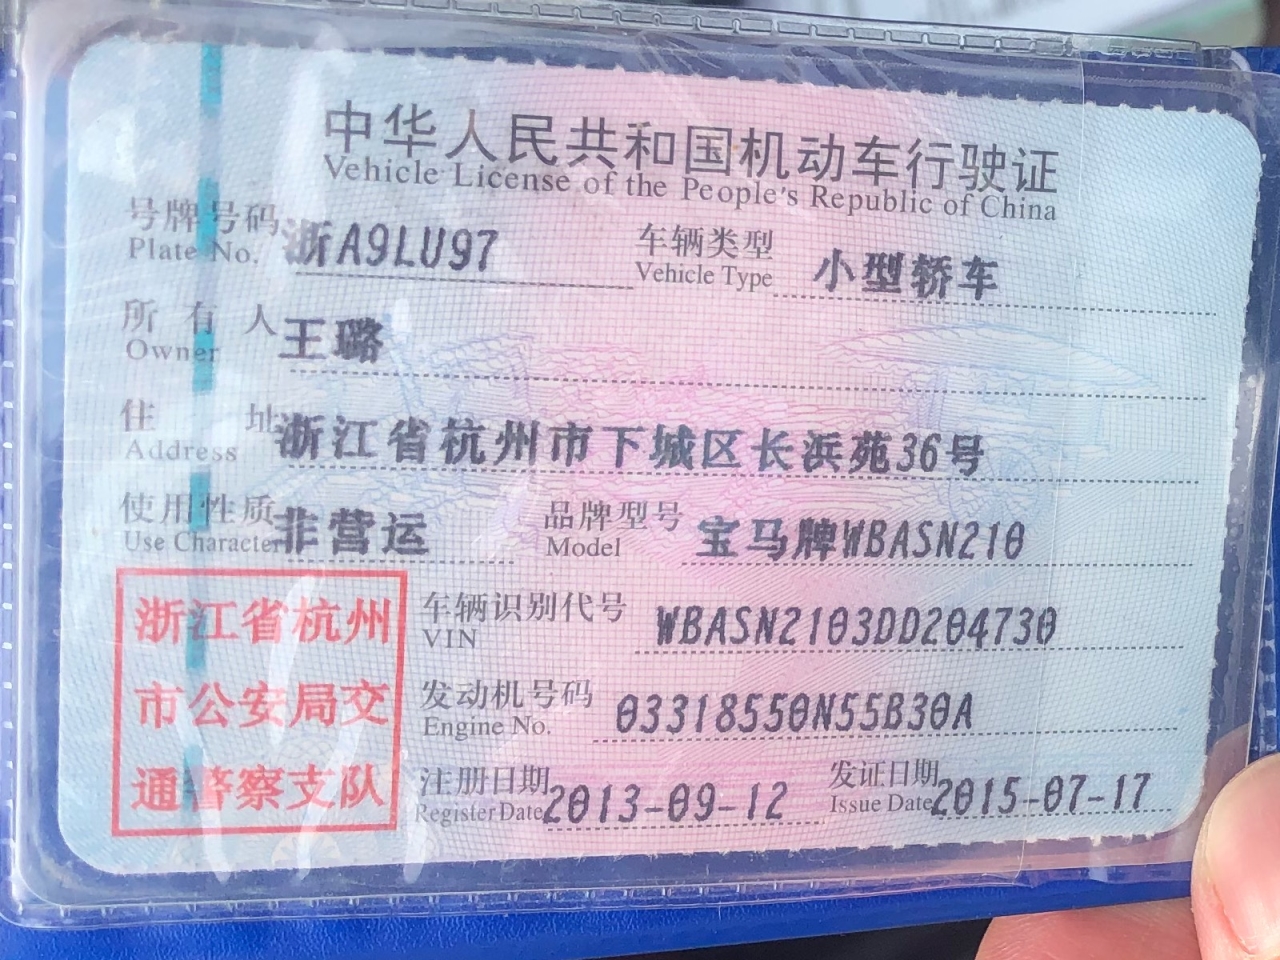 中华人民共和国机动车行驶证
Vehicle License of the People's Republic of China
号牌号码 浙A9LU97 车辆类型 小型轿车
Plate No. Vehicle Type
所有人 王璐
Owner
住址 浙江省杭州市下城区长浜苑36号
Address
使用性质 非营运 品牌型号 宝马牌WBASN210
Use Character Model
浙江省杭州
市公安局交
通警察支队
车辆识别代号 WBASN2103DD204730
VIN
发动机号码 03318550N55B30A
Engine No.
注册日期 2013-09-12 发证日期 2015-07-17
Register Date Issue Date